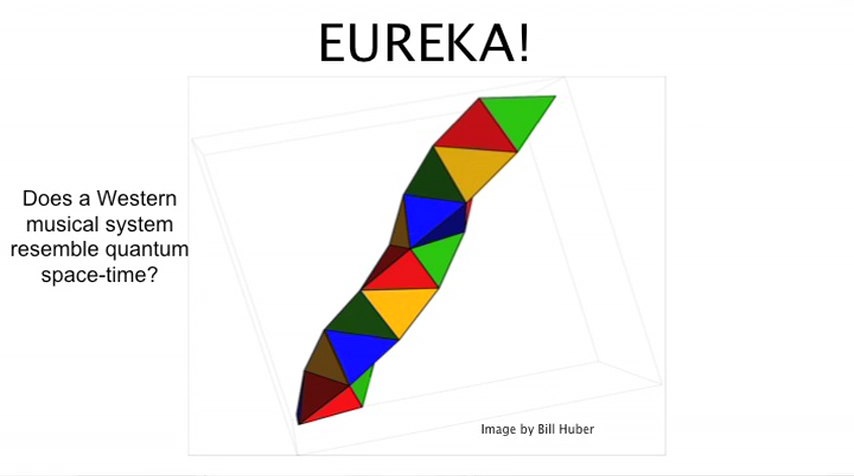 EUREKA!
Does a Western
musical system
resemble quantum
space-time?
Image by Bill Huber